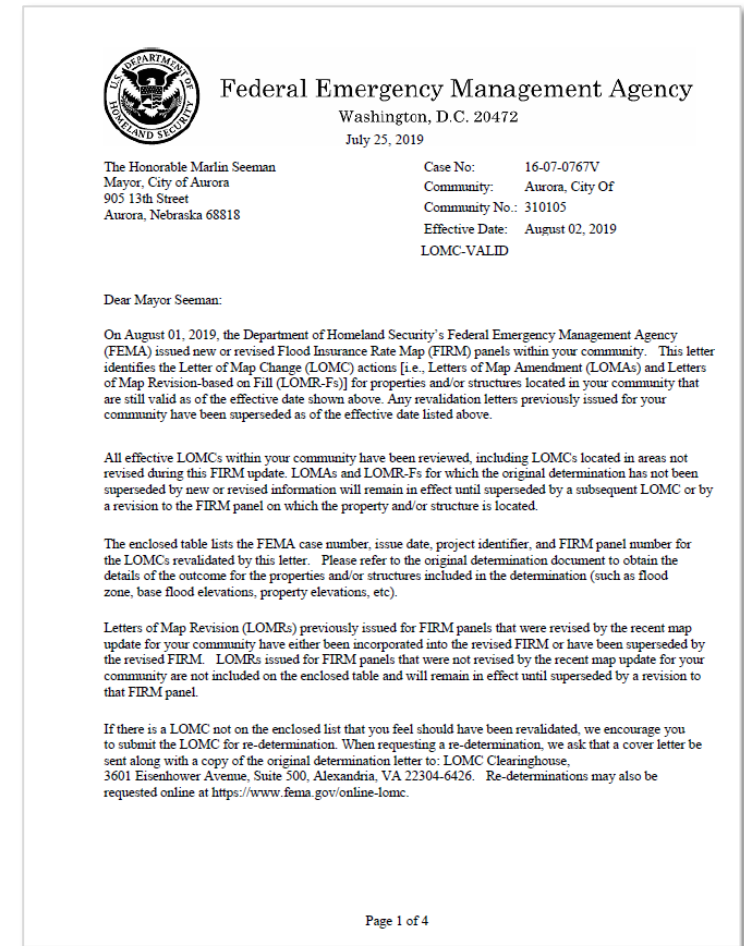 U.S. DEPARTMENT OF HOMELAND SECURITY
Federal Emergency Management Agency
Washington, D.C. 20472
July 25, 2019
The Honorable Marlin Seeman
Mayor, City of Aurora
905 13th Street
Aurora, Nebraska 68818
Case No: 16-07-0767V
Community: Aurora, City Of
Community No.: 310105
Effective Date: August 02, 2019
LOMC-VALID
Dear Mayor Seeman:
On August 01, 2019, the Department of Homeland Security's Federal Emergency Management Agency
(FEMA) issued new or revised Flood Insurance Rate Map (FIRM) panels within your community. This letter
identifies the Letter of Map Change (LOMC) actions [i.e., Letters of Map Amendment (LOMAs) and Letters
of Map Revision-based on Fill (LOMR-Fs)] for properties and/or structures located in your community that
are still valid as of the effective date shown above. Any revalidation letters previously issued for your
community have been superseded as of the effective date listed above.
All effective LOMCs within your community have been reviewed, including LOMCs located in areas not
revised during this FIRM update. LOMAs and LOMR-Fs for which the original determination has not been
superseded by new or revised information will remain in effect until superseded by a subsequent LOMC or by
a revision to the FIRM panel on which the property and/or structure is located.
The enclosed table lists the FEMA case number, issue date, project identifier, and FIRM panel number for
the LOMCs revalidated by this letter. Please refer to the original determination document to obtain the
details of the outcome for the properties and/or structures included in the determination (such as flood
zone, base flood elevations, property elevations, etc).
Letters of Map Revision (LOMRs) previously issued for FIRM panels that were revised by the recent map
update for your community have either been incorporated into the revised FIRM or have been superseded by
the revised FIRM. LOMRs issued for FIRM panels that were not revised by the recent map update for your
community are not included on the enclosed table and will remain in effect until superseded by a revision to
that FIRM panel.
If there is a LOMC not on the enclosed list that you feel should have been revalidated, we encourage you
to submit the LOMC for re-determination. When requesting a re-determination, we ask that a cover letter be
sent along with a copy of the original determination letter to: LOMC Clearinghouse,
3601 Eisenhower Avenue, Suite 500, Alexandria, VA 22304-6426. Re-determinations may also be
requested online at https://www.fema.gov/online-lomc.
Page 1 of 4